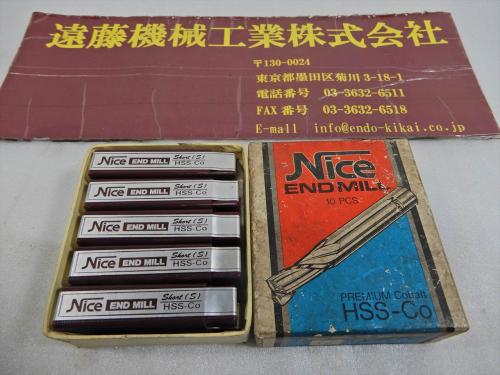 遠藤機械工業株式会社
〒130-0024
東京都墨田区菊川3-18-1
電話番号 03-3632-6511
FAX番号 03-3632-6518
E-mall info@endo-kikai.co.jp
Nice END MILL Short (S) HSS-Co
Nice END MILL Short (S) HSS-Co
Nice END MILL Short (S) HSS-Co
Nice END MILL Short (S) HSS-Co
Nice END MILL Short (S) HSS-Co
Nice
END MILL
10 PCS
PREMIUM Cobalt
HSS-Co